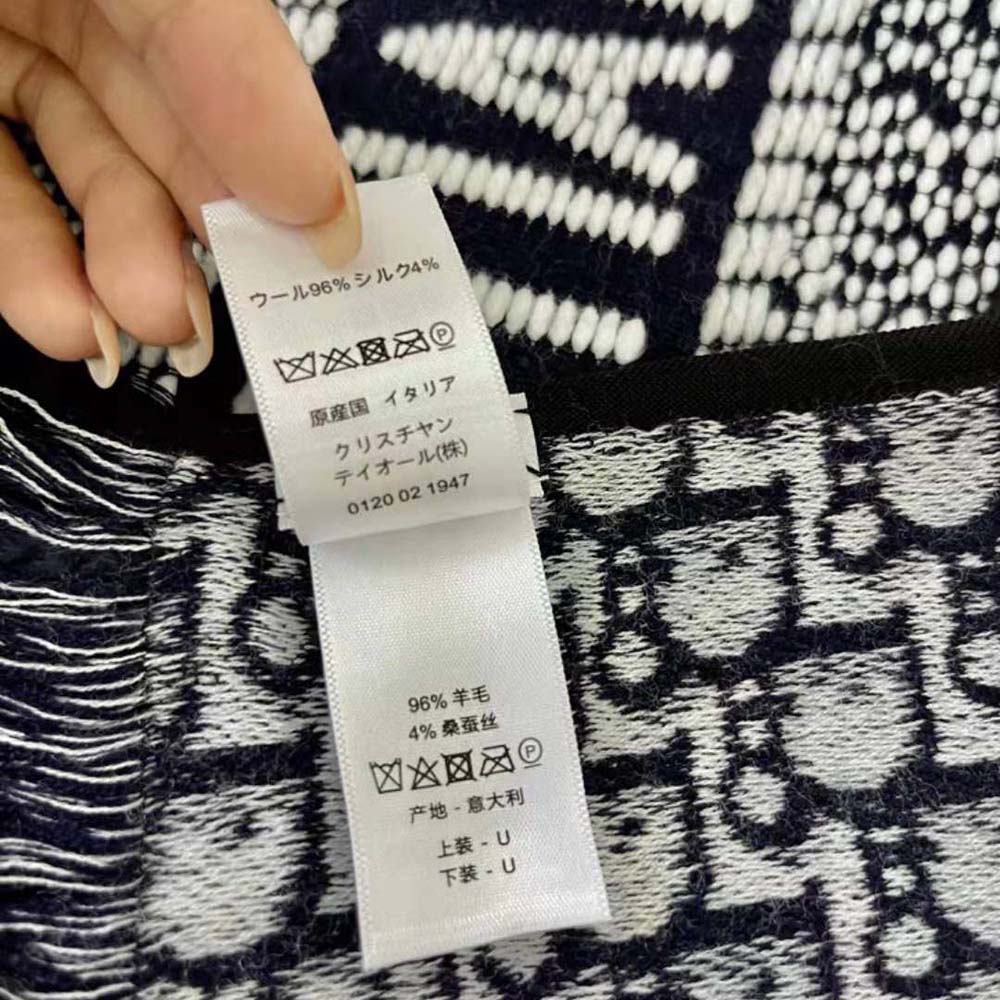 ウール96% シルク4%
P
原産国 イタリア
クリスチャン
テイオール(株)
0120 02 1947
96% 羊毛
4% 桑蚕丝
P
产地 - 意大利
上装 - U
下装 - U